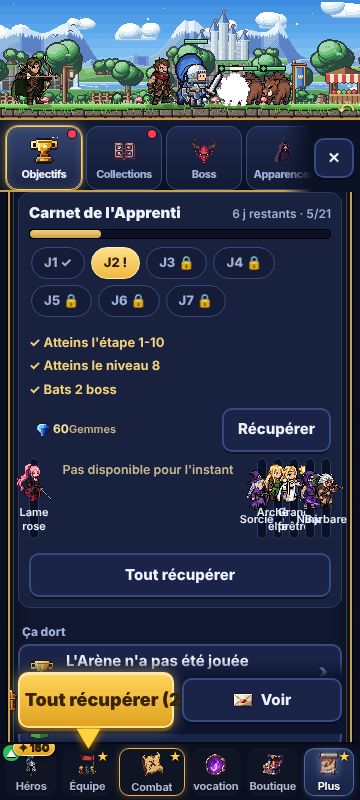 Objectifs
Collections
Boss
Apparence
✕
Carnet de l'Apprenti
6 j restants · 5/21
J1 ✓
J2 !
J3 🔒
J4 🔒
J5 🔒
J6 🔒
J7 🔒
✓ Atteins l'étape 1-10
✓ Atteins le niveau 8
✓ Bats 2 boss
60 Gemmes
Récupérer
Pas disponible pour l'instant
Lame
rose
Barbare
Tout récupérer
Ça dort
L'Arène n'a pas été jouée
Tout récupérer (2
Voir
160
Héros
Équipe
Combat
vocation
Boutique
Plus